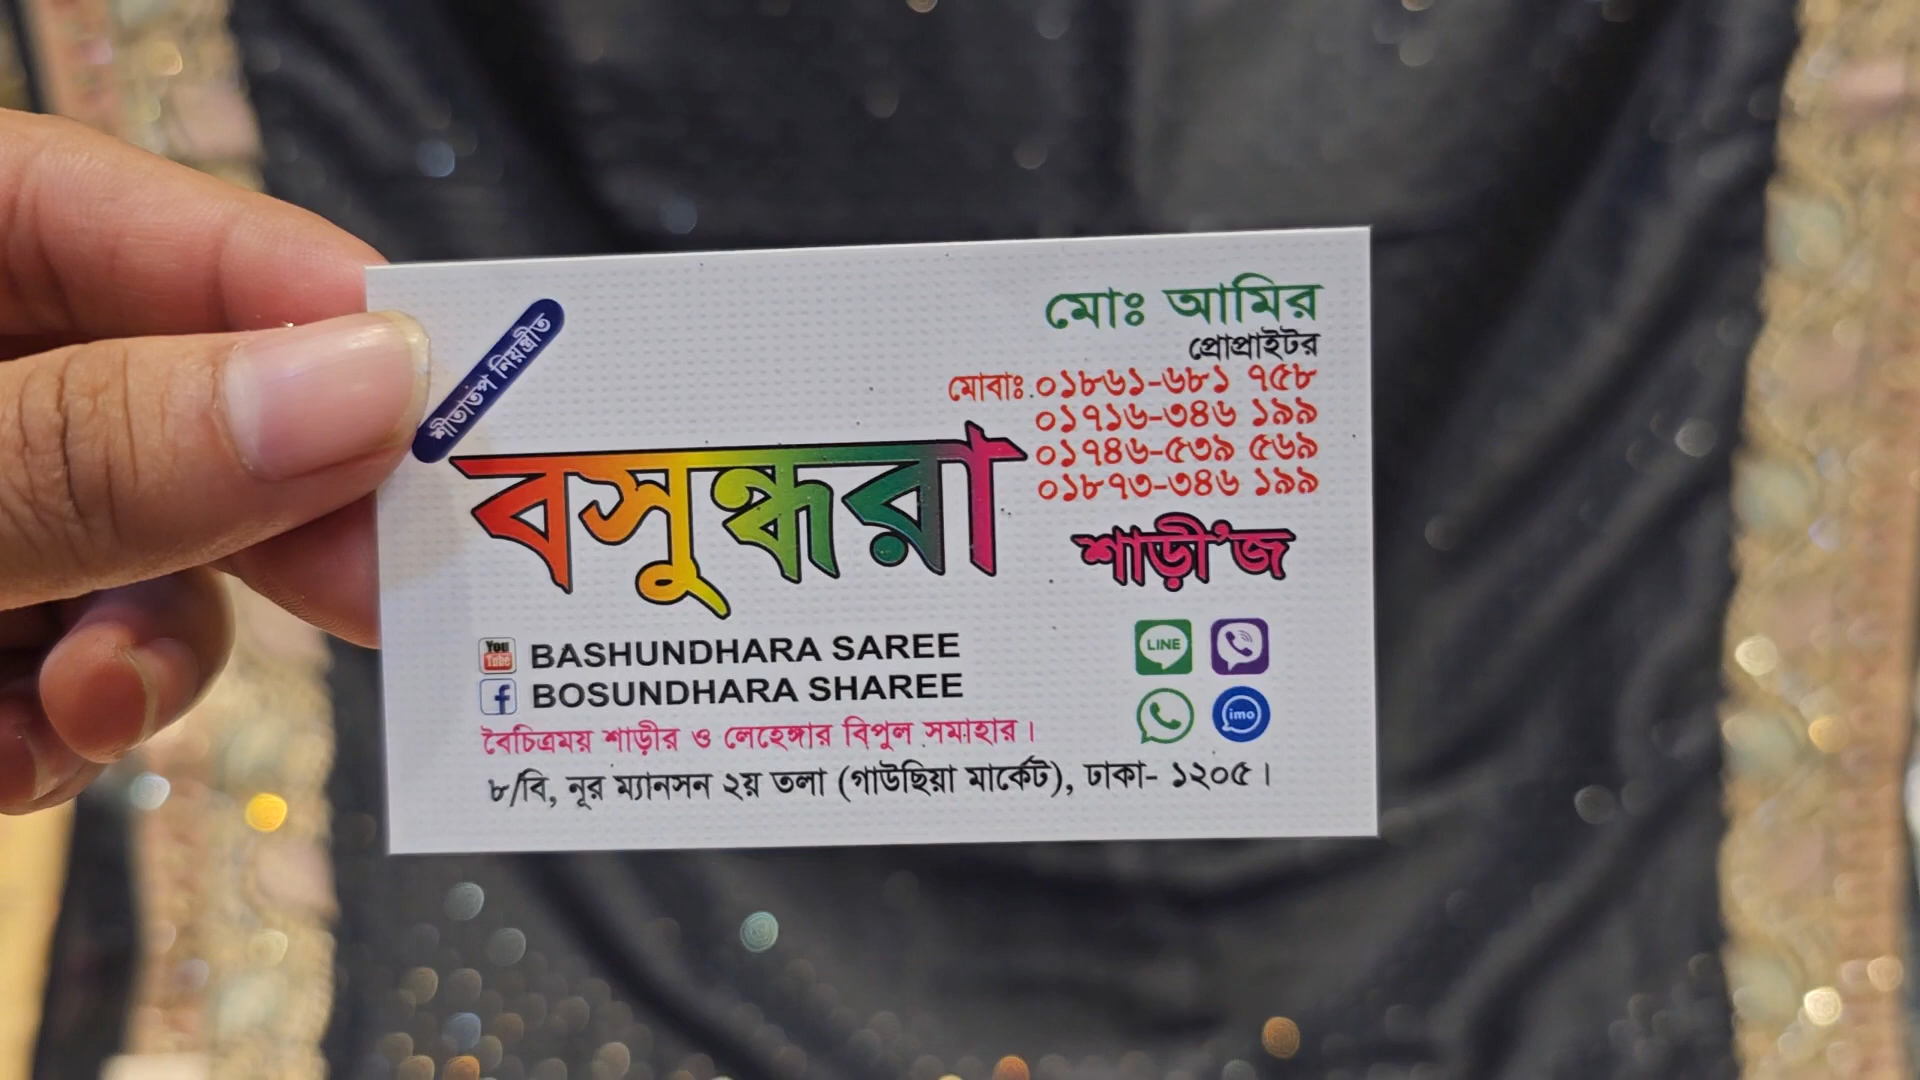 শীতাতপ নিয়ন্ত্রীত
মোঃ আমির
প্রোপ্রাইটর
মোবাঃ.০১৮৬১-৬৮১ ৭৫৮
০১৭১৬-৩৪৬ ১৯৯
০১৭৪৬-৫৩৯ ৫৬৯
০১৮৭৩-৩৪৬ ১৯৯
বসুন্ধরা
শাড়ী'জ
You Tube BASHUNDHARA SAREE
f BOSUNDHARA SHAREE
LINE
imo
বৈচিত্রময় শাড়ীর ও লেহেঙ্গার বিপুল সমাহার।
৮/বি, নূর ম্যানসন ২য় তলা (গাউছিয়া মার্কেট), ঢাকা- ১২০৫।